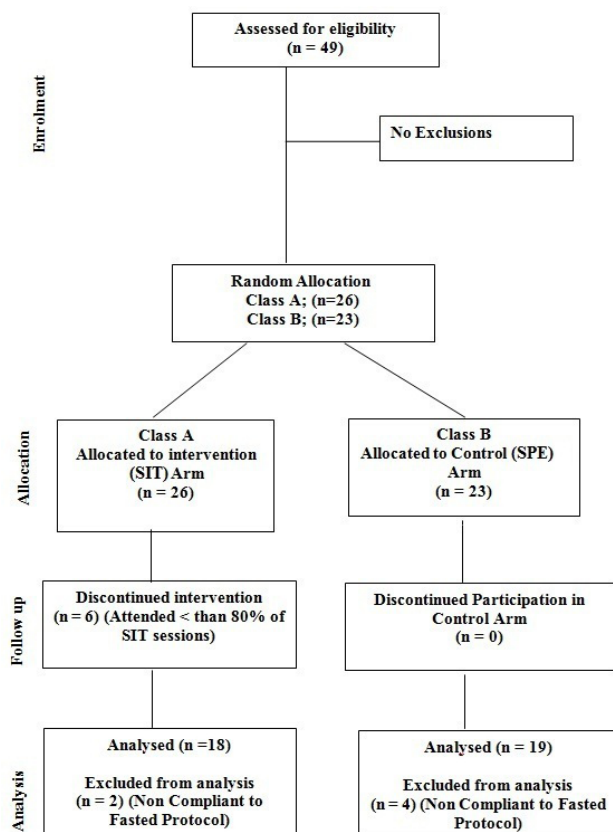 Enrolment
Assessed for eligibility
(n = 49)
No Exclusions
Random Allocation
Class A; (n=26)
Class B; (n=23)
Allocation
Class A
Allocated to intervention
(SIT) Arm
(n = 26)
Class B
Allocated to Control (SPE)
Arm
(n = 23)
Follow up
Discontinued intervention
(n = 6) (Attended < than 80% of
SIT sessions)
Discontinued Participation in
Control Arm
(n = 0)
Analysis
Analysed (n =18)
Excluded from analysis
(n = 2) (Non Compliant to
Fasted Protocol)
Analysed (n = 19)
Excluded from analysis
(n = 4) (Non Compliant to Fasted
Protocol)